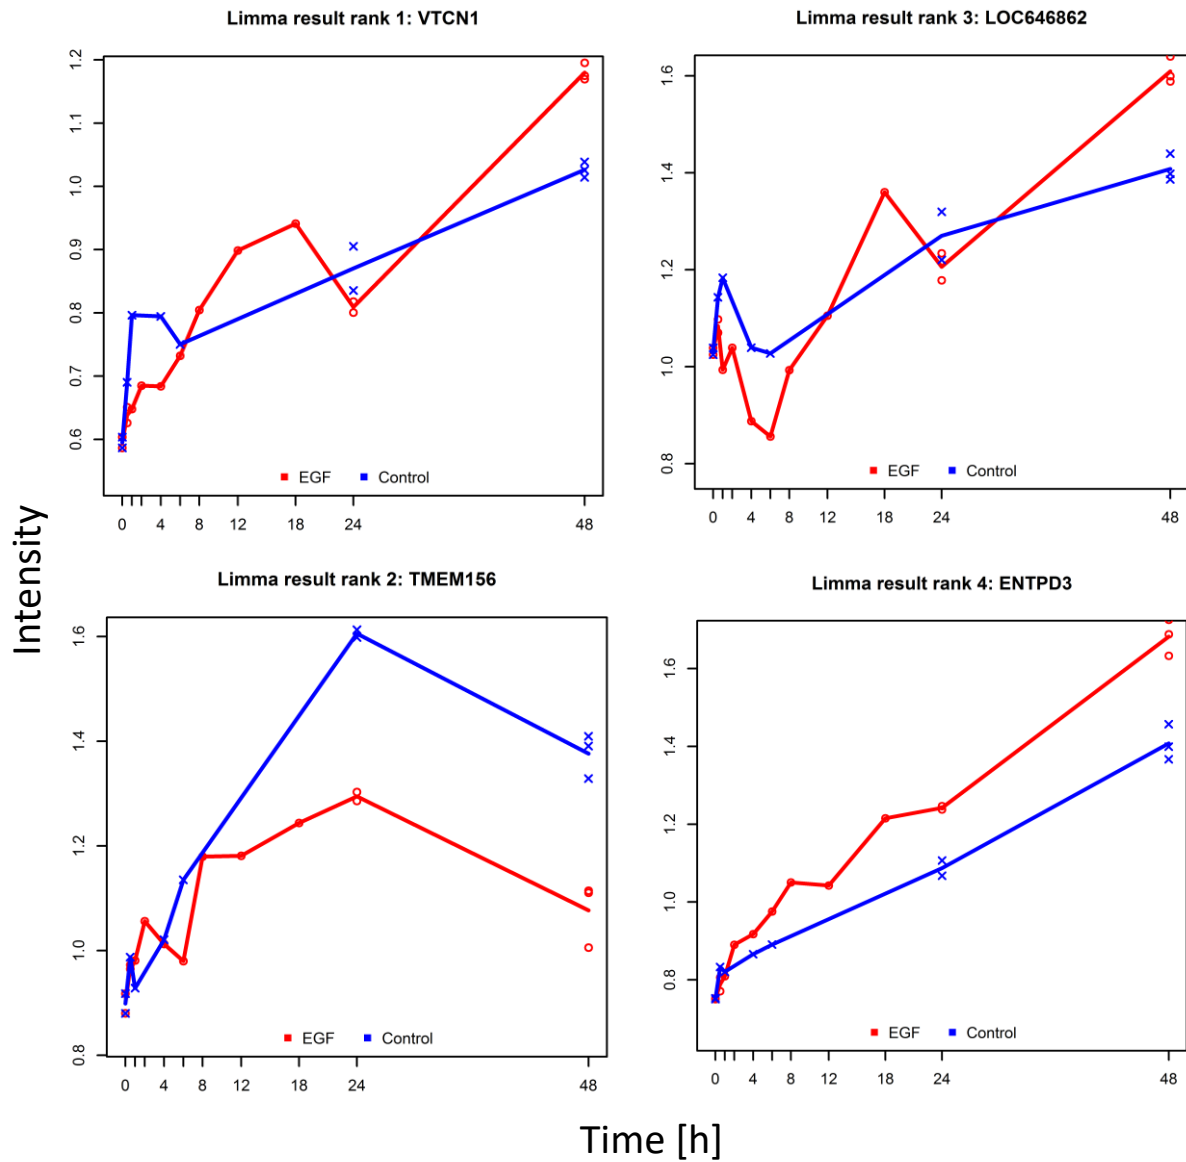 Limma result rank 1: VTCN1
1.2
1.1
1.0
0.9
0.8
0.7
0.6
EGF Control
0 4 8 12 18 24 48
Limma result rank 3: LOC646862
1.6
1.4
1.2
1.0
0.8
EGF Control
0 4 8 12 18 24 48
Intensity
Limma result rank 2: TMEM156
1.6
1.4
1.2
1.0
0.8
EGF Control
0 4 8 12 18 24 48
Limma result rank 4: ENTPD3
1.6
1.4
1.2
1.0
0.8
EGF Control
0 4 8 12 18 24 48
Time [h]